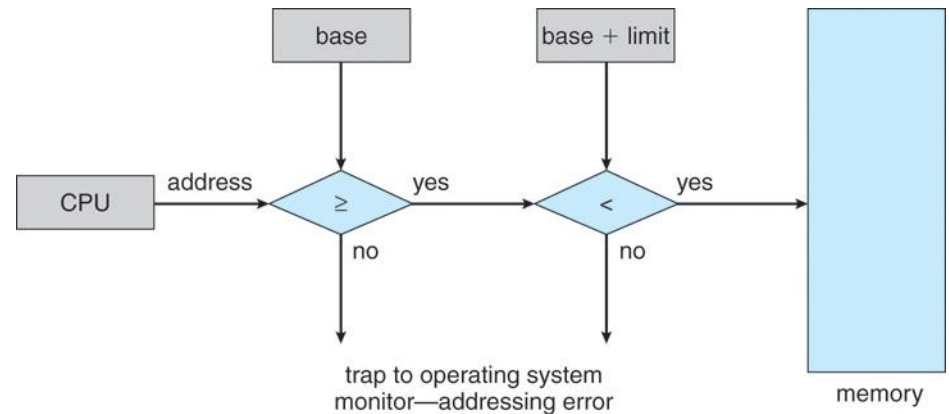 base
base + limit
CPU
address
≥
yes
<
yes
no
no
trap to operating system
monitor—addressing error
memory